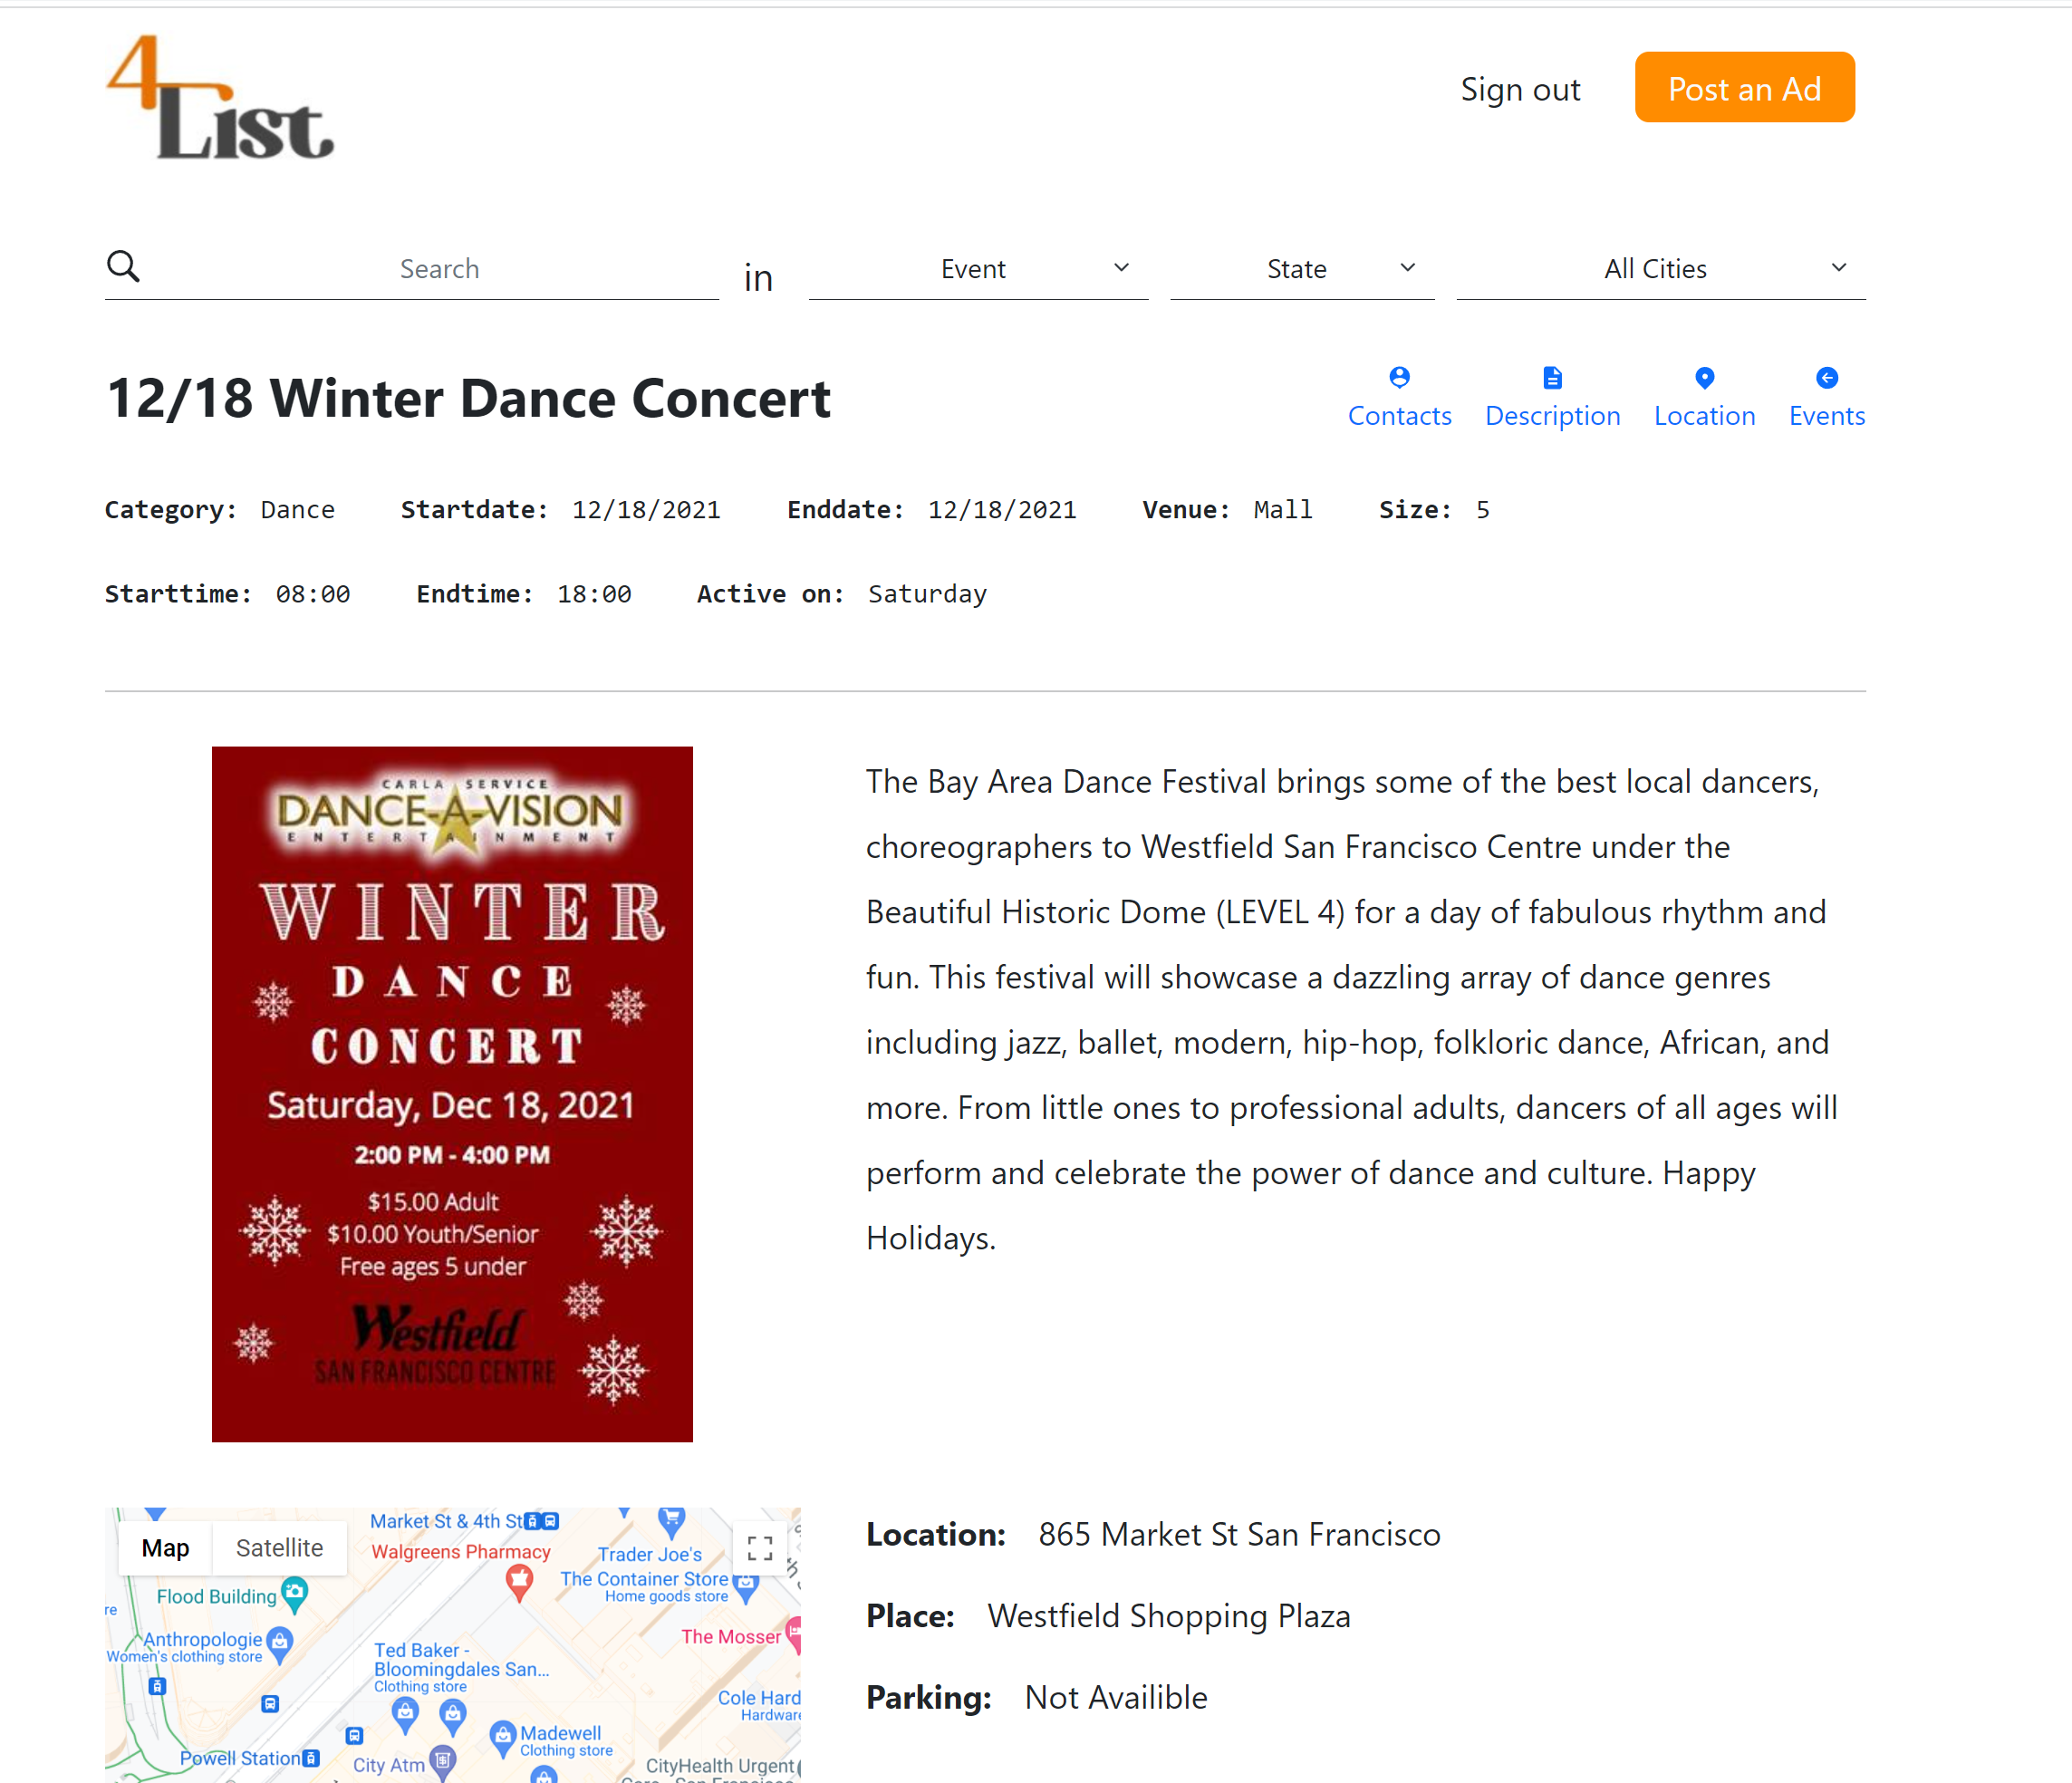 4List
Sign out
Post an Ad
Search
in
Event
State
All Cities
12/18 Winter Dance Concert
Contacts
Description
Location
Events
Category: Dance Startdate: 12/18/2021 Enddate: 12/18/2021 Venue: Mall Size: 5
Starttime: 08:00 Endtime: 18:00 Active on: Saturday
CARLA SERVICE
DANCE-A-VISION
ENTERTAINMENT
WINTER
DANCE
CONCERT
Saturday, Dec 18, 2021
2:00 PM - 4:00 PM
$15.00 Adult
$10.00 Youth/Senior
Free ages 5 under
Westfield
SAN FRANCISCO CENTRE
The Bay Area Dance Festival brings some of the best local dancers,
choreographers to Westfield San Francisco Centre under the
Beautiful Historic Dome (LEVEL 4) for a day of fabulous rhythm and
fun. This festival will showcase a dazzling array of dance genres
including jazz, ballet, modern, hip-hop, folkloric dance, African, and
more. From little ones to professional adults, dancers of all ages will
perform and celebrate the power of dance and culture. Happy
Holidays.
Map
Satellite
Market St & 4th St
Walgreens Pharmacy
Trader Joe's
The Container Store
Home goods store
Flood Building
re
Anthropologie
Women's clothing store
The Mosser
Ted Baker -
Bloomingdales San...
Clothing store
Cole Hard
Hardware
Madewell
Clothing store
Powell Station
City Atm
CityHealth Urgent
Location: 865 Market St San Francisco
Place: Westfield Shopping Plaza
Parking: Not Availible